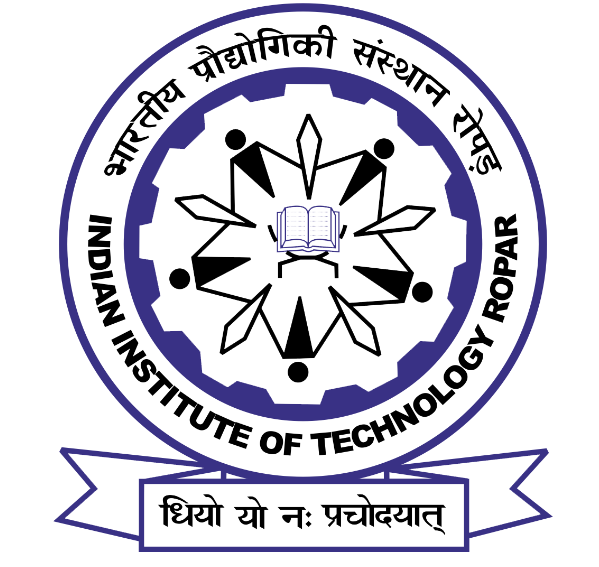 भारतीय प्रौद्योगिकी संस्थान रोपड़
INDIAN INSTITUTE OF TECHNOLOGY ROPAR
धियो यो नः प्रचोदयात्